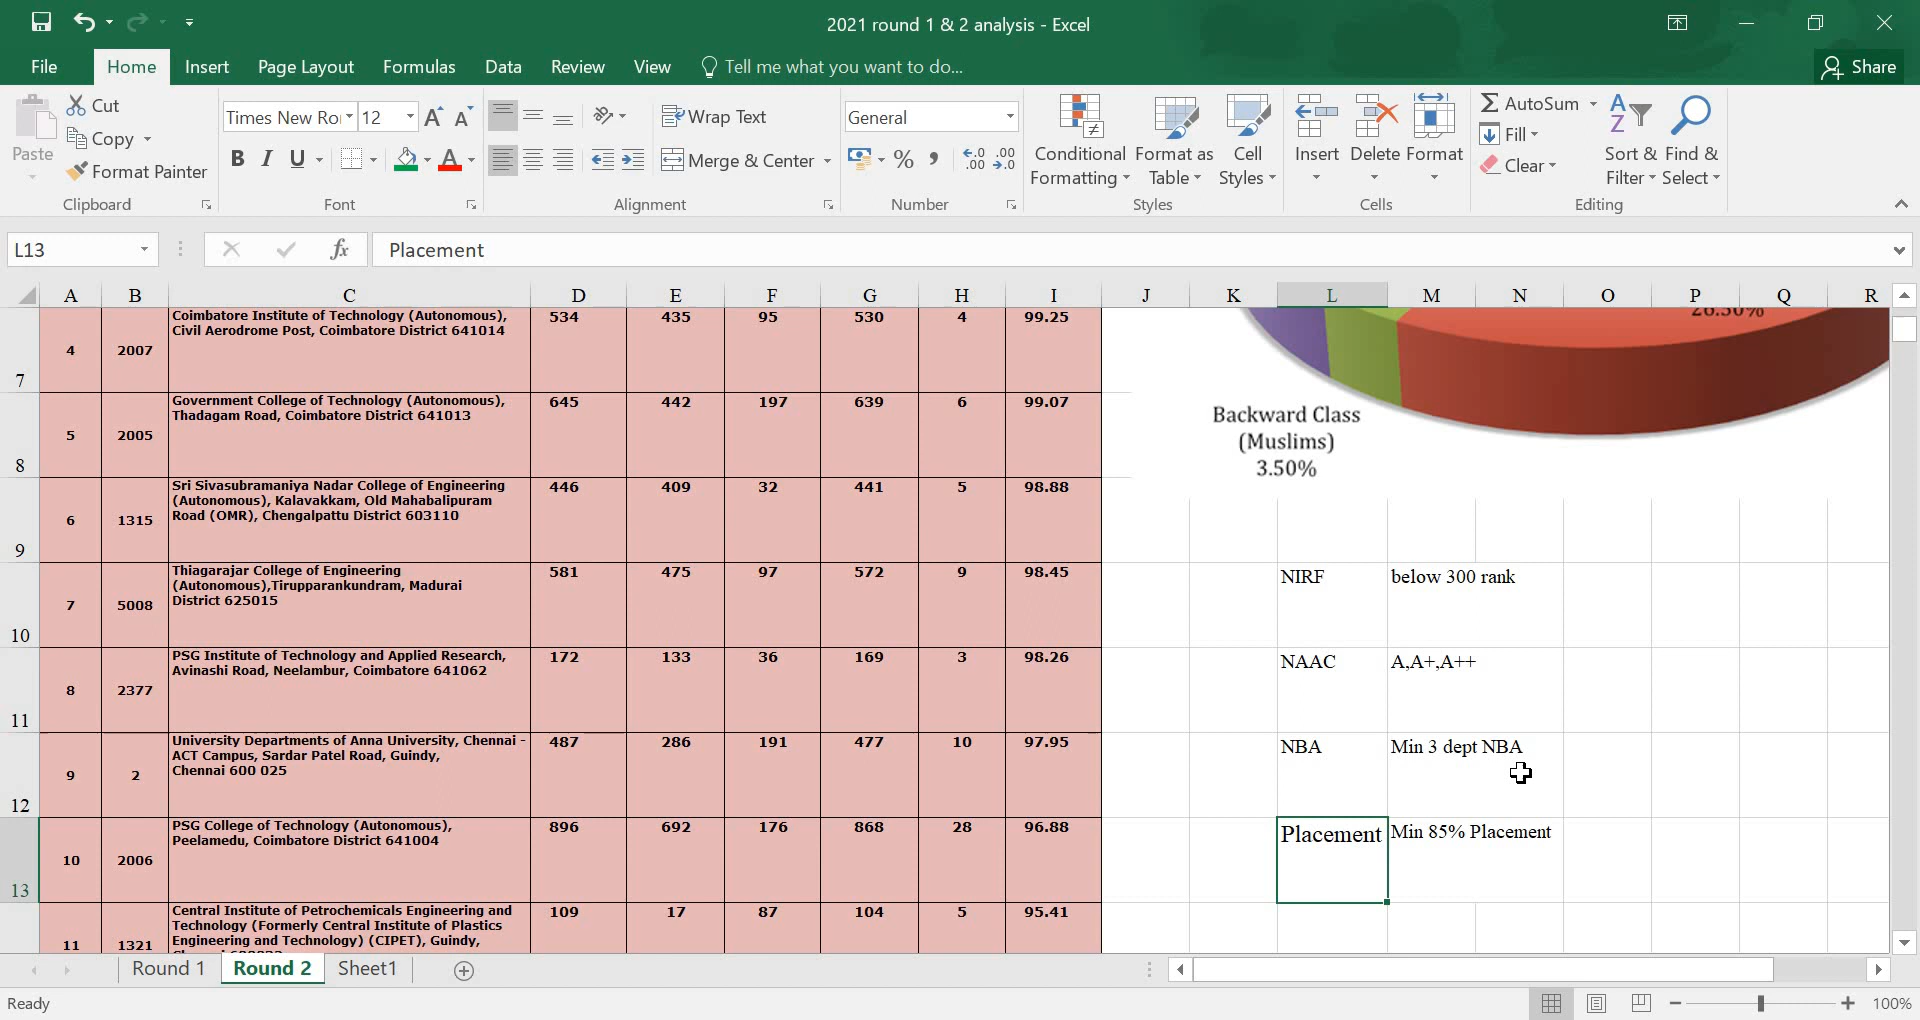 2021 round 1 & 2 analysis - Excel
File Home Insert Page Layout Formulas Data Review View Tell me what you want to do... Share
Paste
Cut
Copy
Format Painter
Clipboard
Times New Ro 12 A A
B I U A
Font
Wrap Text
Merge & Center
Alignment
General
% , .0 .00 .00 .0
Number
Conditional Formatting
Format as Table
Cell Styles
Styles
Insert Delete Format
Cells
AutoSum
Fill
Clear
Sort & Filter
Find & Select
Editing
L13 fx Placement
A B C D E F G H I J K L M N O P Q R
7 4 2007 Coimbatore Institute of Technology (Autonomous), 534 435 95 530 4 99.25
Civil Aerodrome Post, Coimbatore District 641014
8 5 2005 Government College of Technology (Autonomous), 645 442 197 639 6 99.07
Thadagam Road, Coimbatore District 641013
9 6 1315 Sri Sivasubramaniya Nadar College of Engineering 446 409 32 441 5 98.88
(Autonomous), Kalavakkam, Old Mahabalipuram
Road (OMR), Chengalpattu District 603110
10 7 5008 Thiagarajar College of Engineering 581 475 97 572 9 98.45
(Autonomous),Tirupparankundram, Madurai
District 625015
11 8 2377 PSG Institute of Technology and Applied Research, 172 133 36 169 3 98.26
Avinashi Road, Neelambur, Coimbatore 641062
12 9 2 University Departments of Anna University, Chennai - 487 286 191 477 10 97.95
ACT Campus, Sardar Patel Road, Guindy,
Chennai 600 025
13 10 2006 PSG College of Technology (Autonomous), 896 692 176 868 28 96.88
Peelamedu, Coimbatore District 641004
11 1321 Central Institute of Petrochemicals Engineering and 109 17 87 104 5 95.41
Technology (Formerly Central Institute of Plastics
Engineering and Technology) (CIPET), Guindy,
26.50%
Backward Class
(Muslims)
3.50%
NIRF below 300 rank
NAAC A,A+,A++
NBA Min 3 dept NBA
Placement Min 85% Placement
Round 1 Round 2 Sheet1
Ready 100%